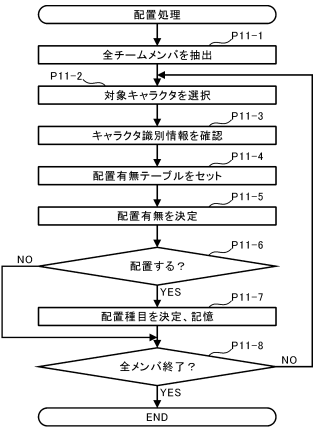 配置処理
P11-1
全チームメンバを抽出
P11-2
対象キャラクタを選択
P11-3
キャラクタ識別情報を確認
P11-4
配置有無テーブルをセット
P11-5
配置有無を決定
P11-6
配置する？
NO
YES
P11-7
配置種目を決定、記憶
P11-8
全メンバ終了？
NO
YES
END